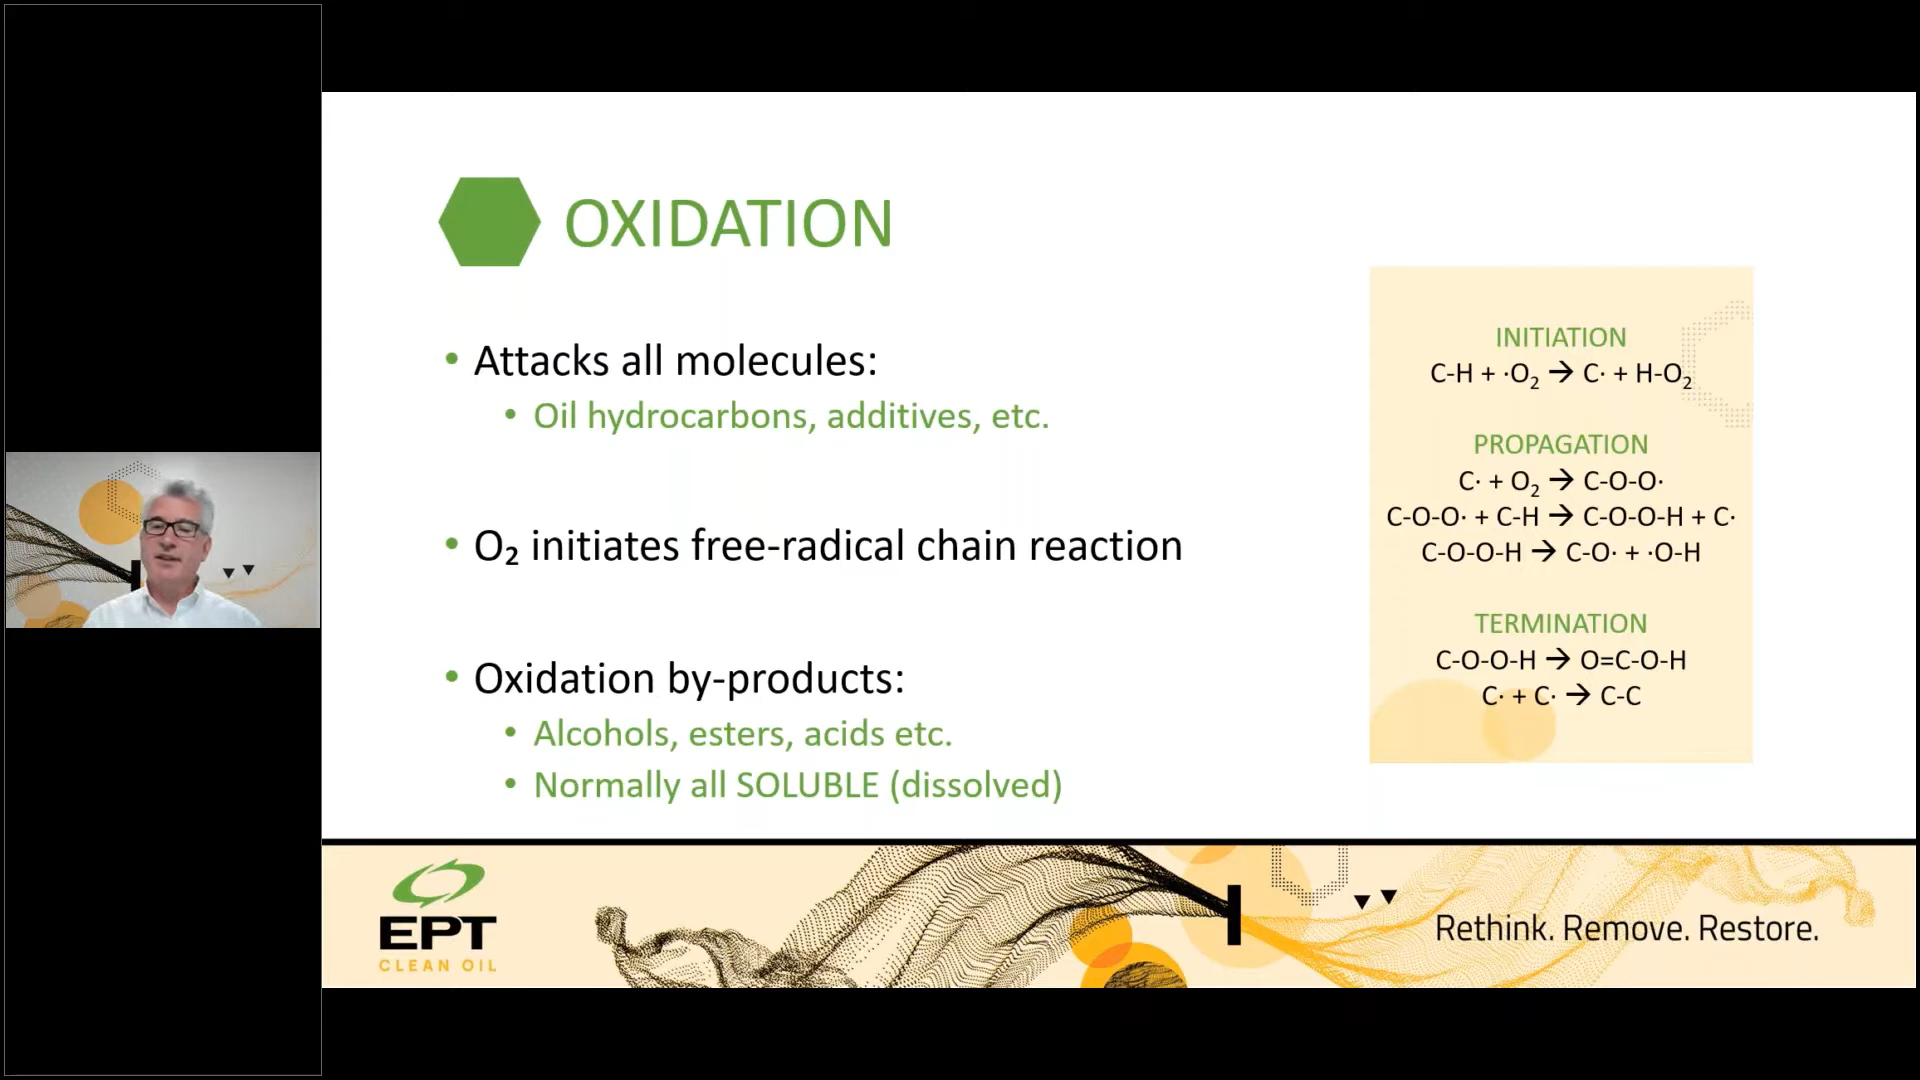 OXIDATION
• Attacks all molecules:
• Oil hydrocarbons, additives, etc.
• O₂ initiates free-radical chain reaction
• Oxidation by-products:
• Alcohols, esters, acids etc.
• Normally all SOLUBLE (dissolved)
INITIATION
C-H + ·O₂ → C· + H-O₂
PROPAGATION
C· + O₂ → C-O-O·
C-O-O· + C-H → C-O-O-H + C·
C-O-O-H → C-O· + ·O-H
TERMINATION
C-O-O-H → O=C-O-H
C· + C· → C-C
EPT
CLEAN OIL
Rethink. Remove. Restore.